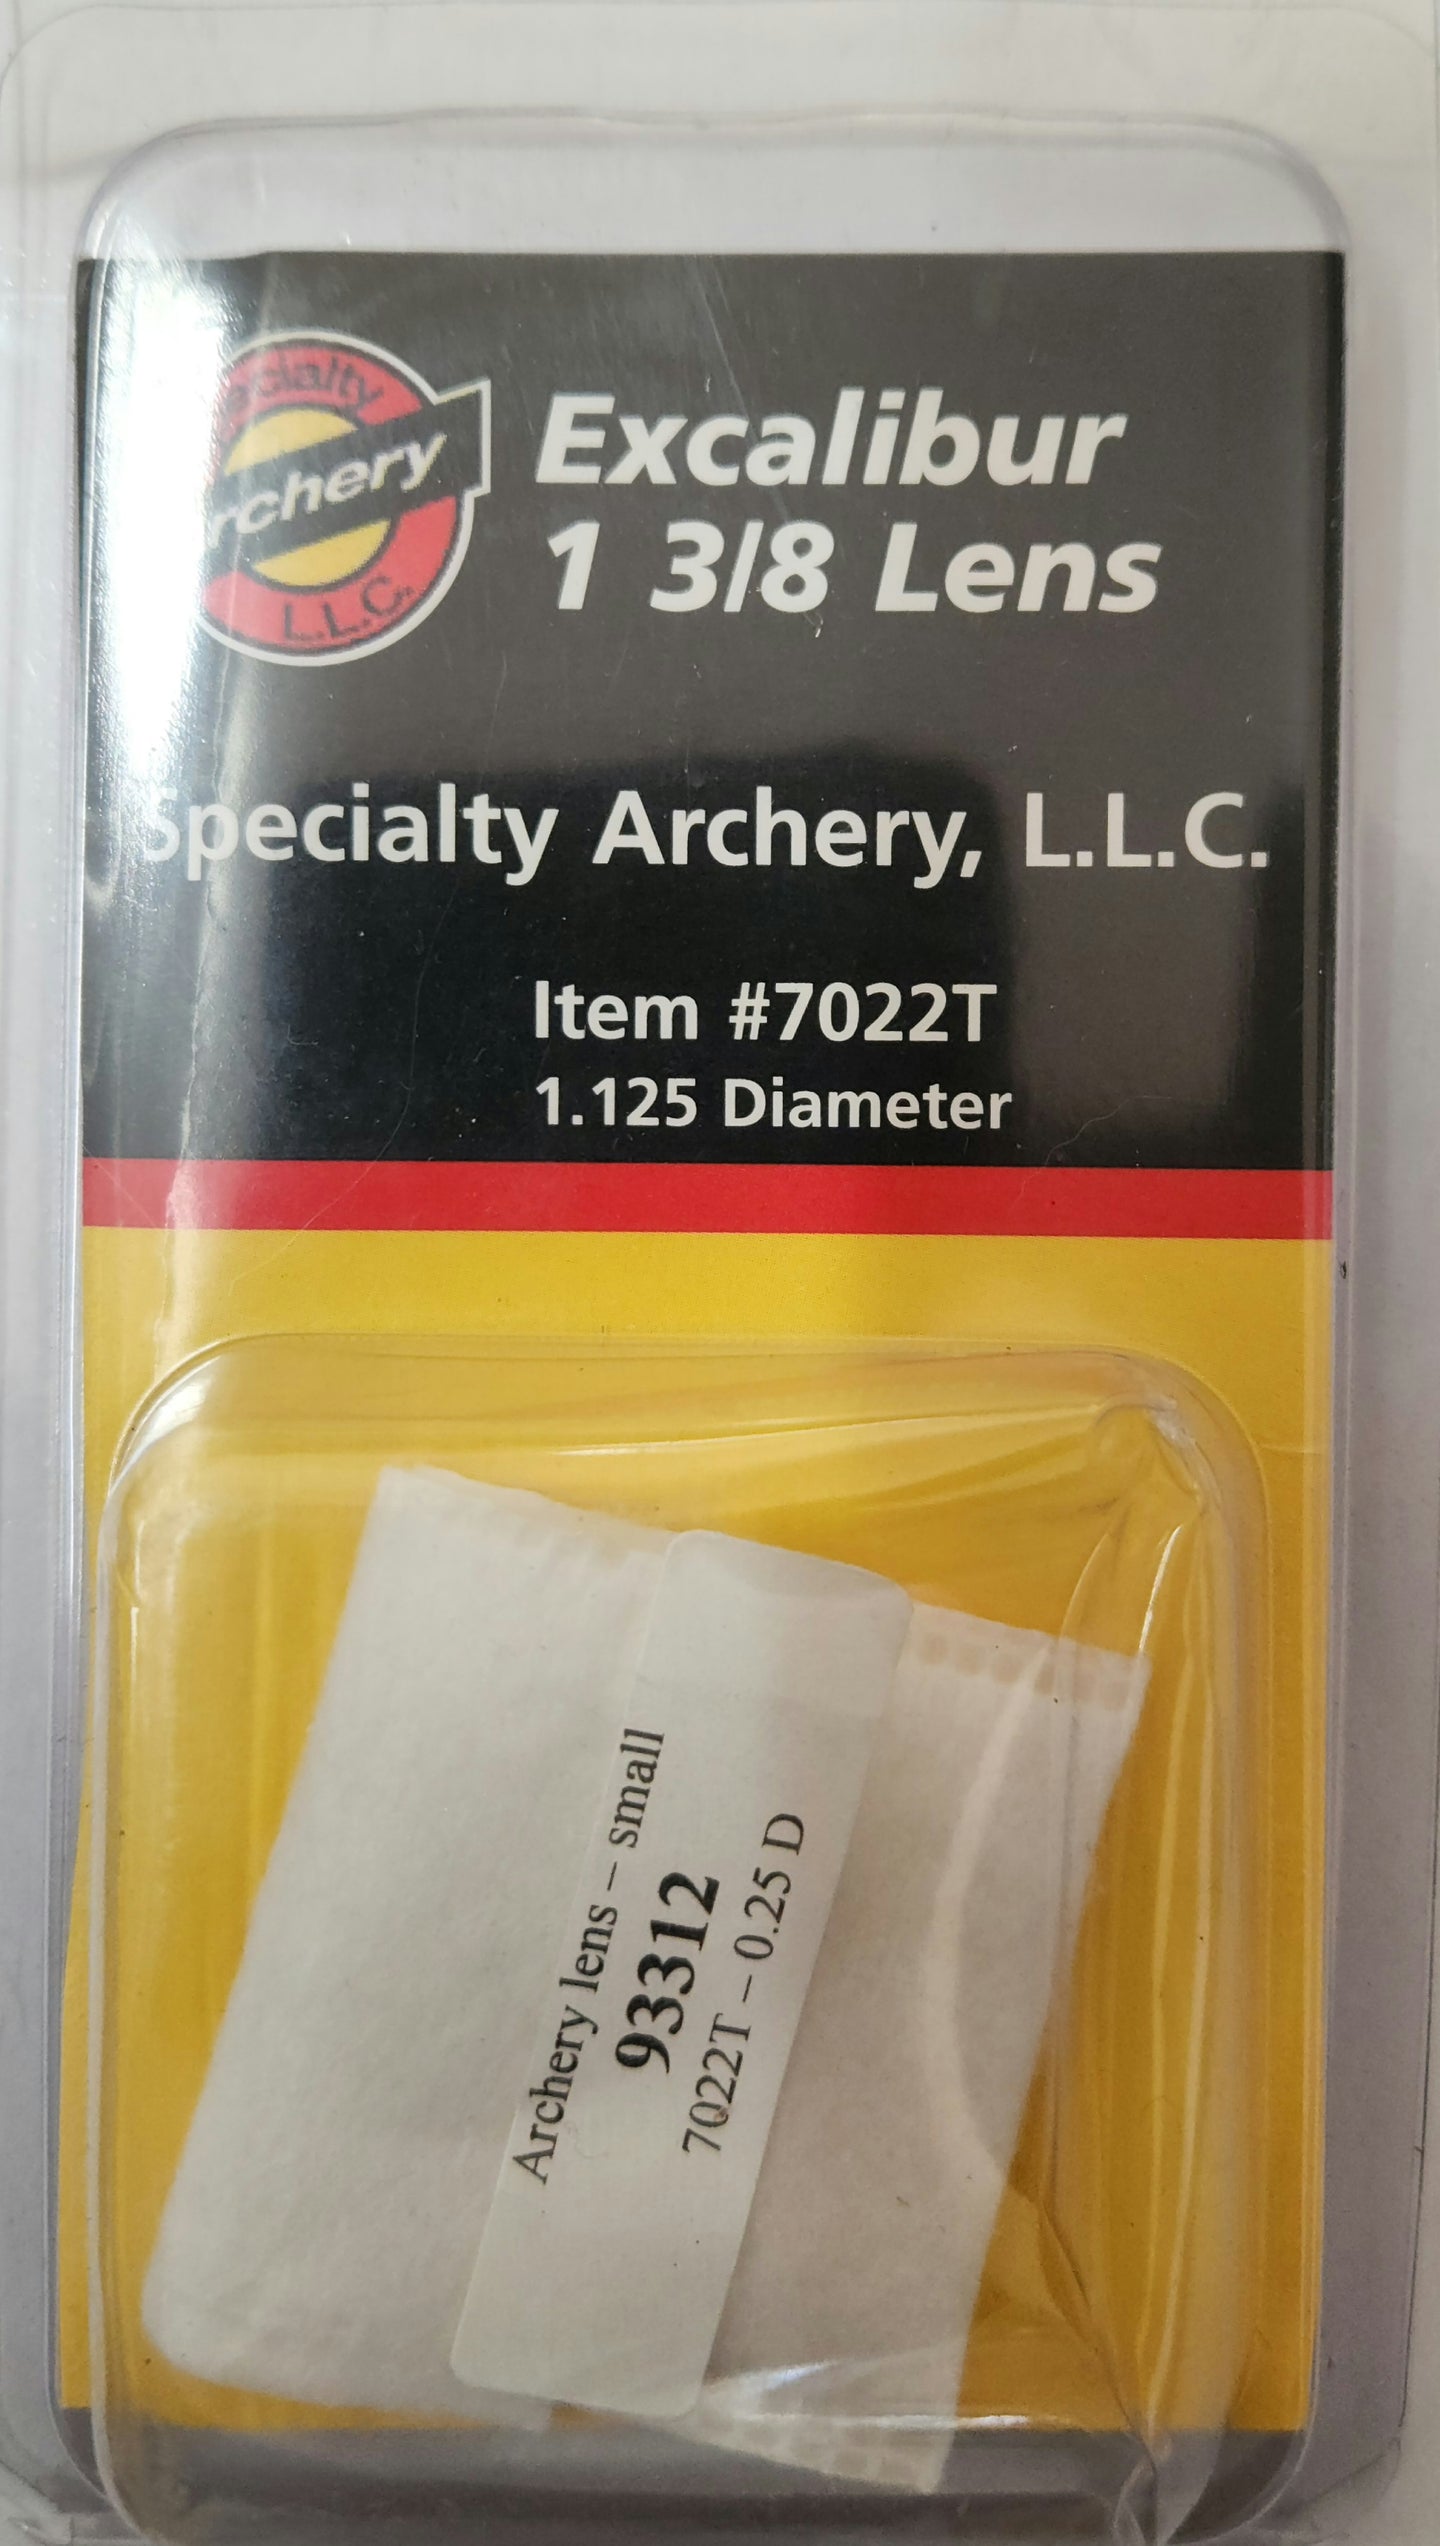 Excalibur
1 3/8 Lens
Archery
L.L.C.
Specialty Archery, L.L.C.
Item #7022T
1.125 Diameter
Archery lens – small
93312
7022T – 0.25 D